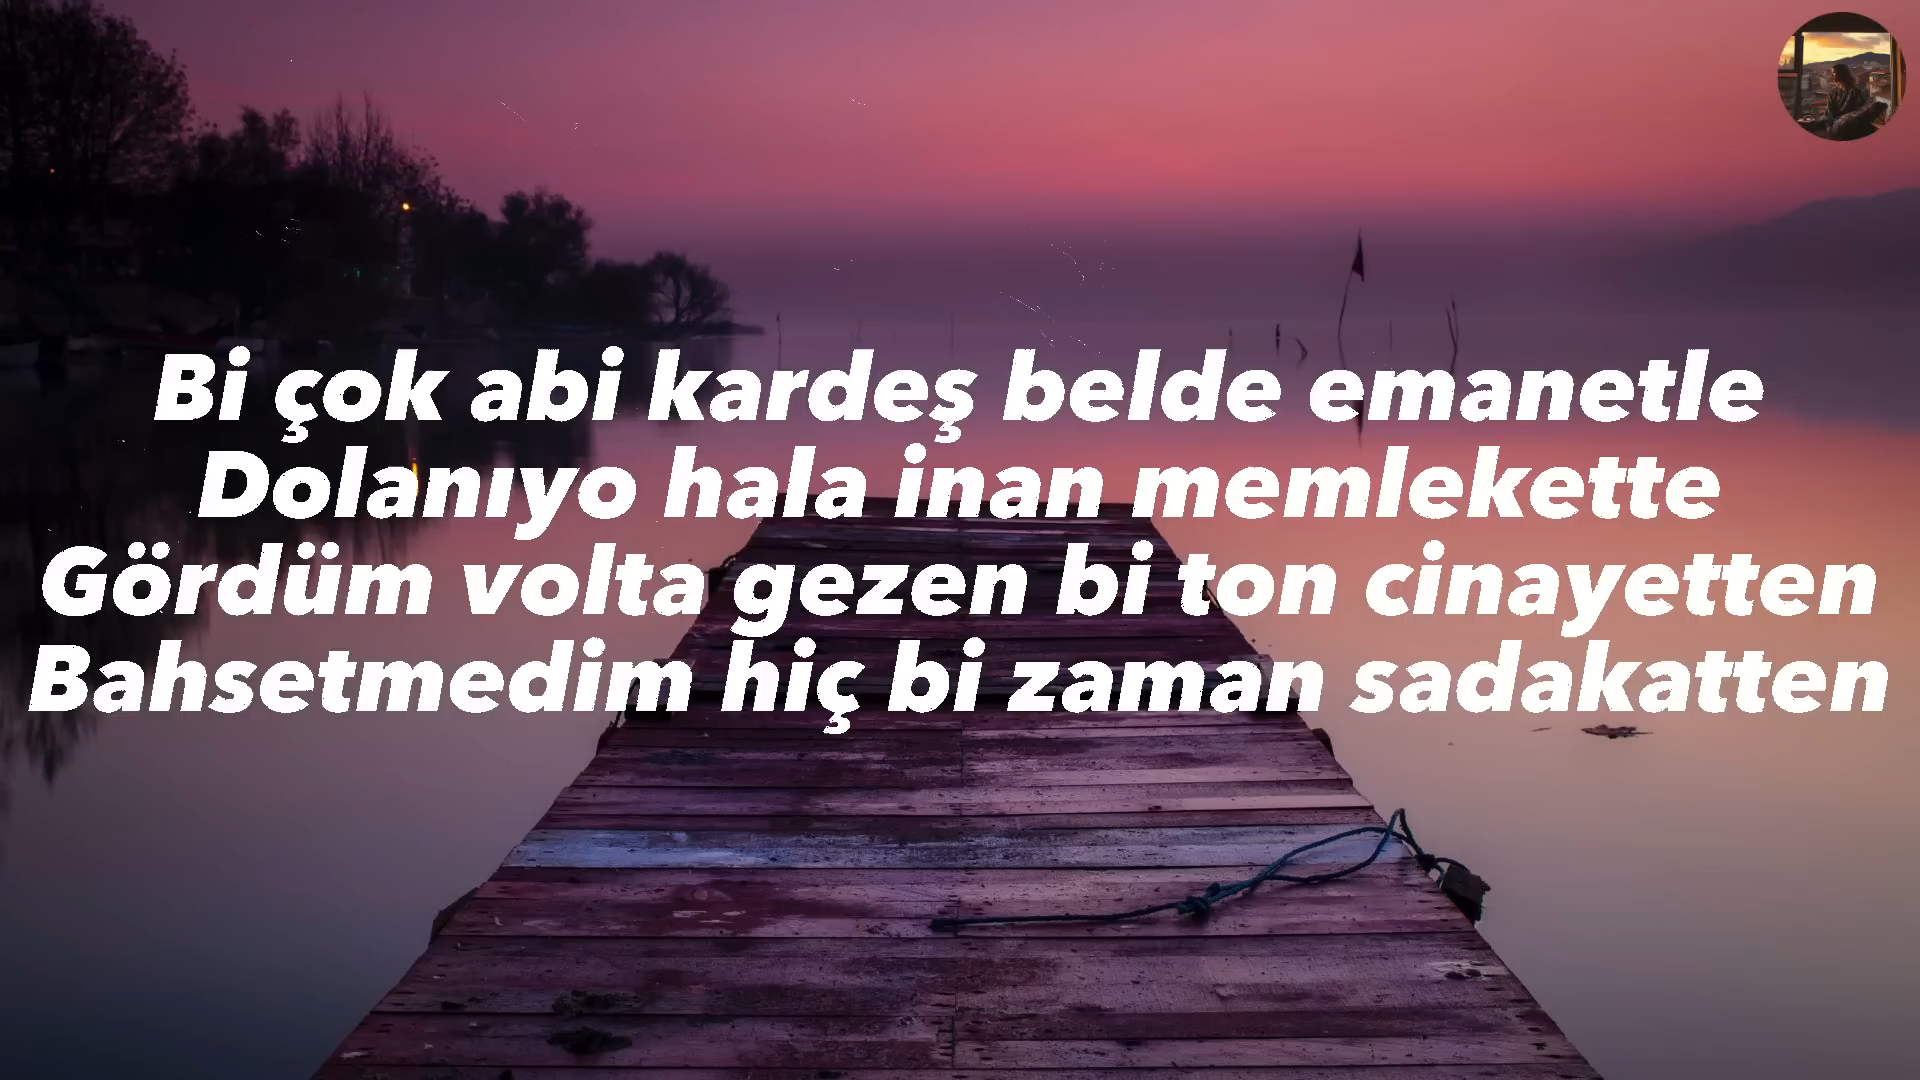 Bi çok abi kardeş belde emanetle
Dolanıyo hala inan memlekette
Gördüm volta gezen bi ton cinayetten
Bahsetmedim hiç bi zaman sadakatten